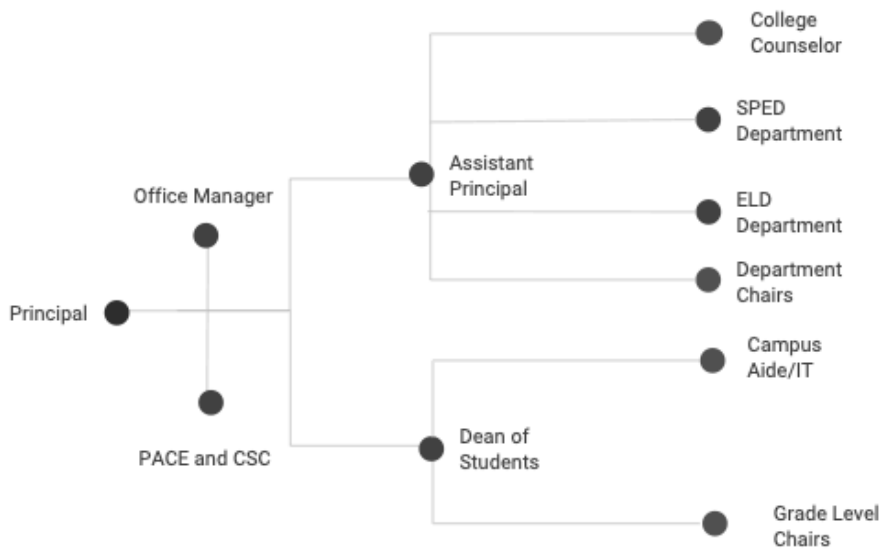 College
Counselor
SPED
Department
Assistant
Principal
Office Manager
ELD
Department
Department
Chairs
Principal
Campus
Aide/IT
Dean of
Students
PACE and CSC
Grade Level
Chairs